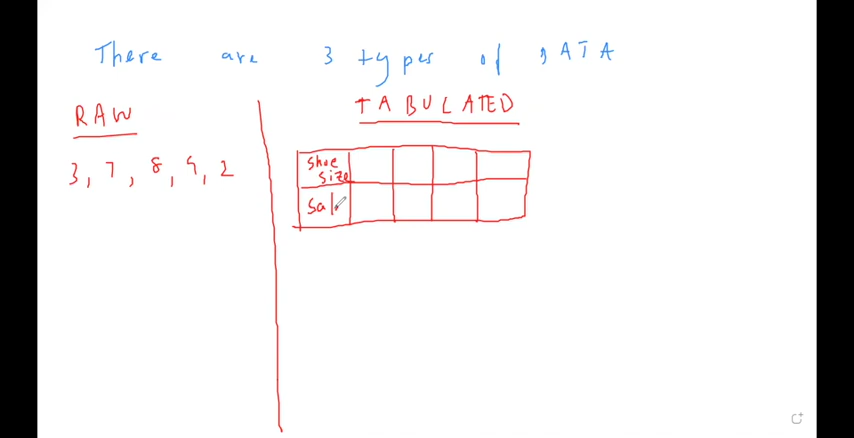 There are 3 types of DATA
RAW
3, 7, 8, 9, 2
TABULATED
shoe
size
Sal